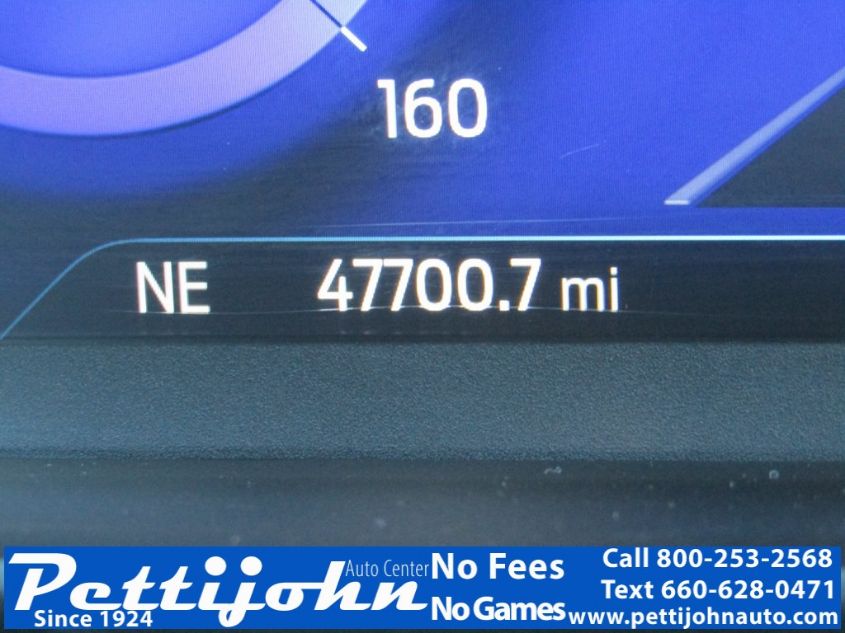 160
NE 47700.7 mi
Pettijohn Auto Center
Since 1924
No Fees
No Games
Call 800-253-2568
Text 660-628-0471
www.pettijohnauto.com